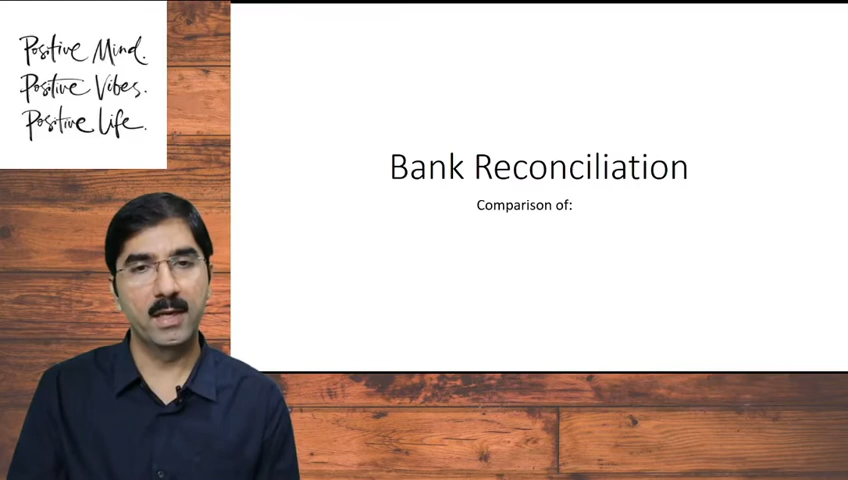 Positive Mind.
Positive Vibes.
Positive Life.
Bank Reconciliation
Comparison of: